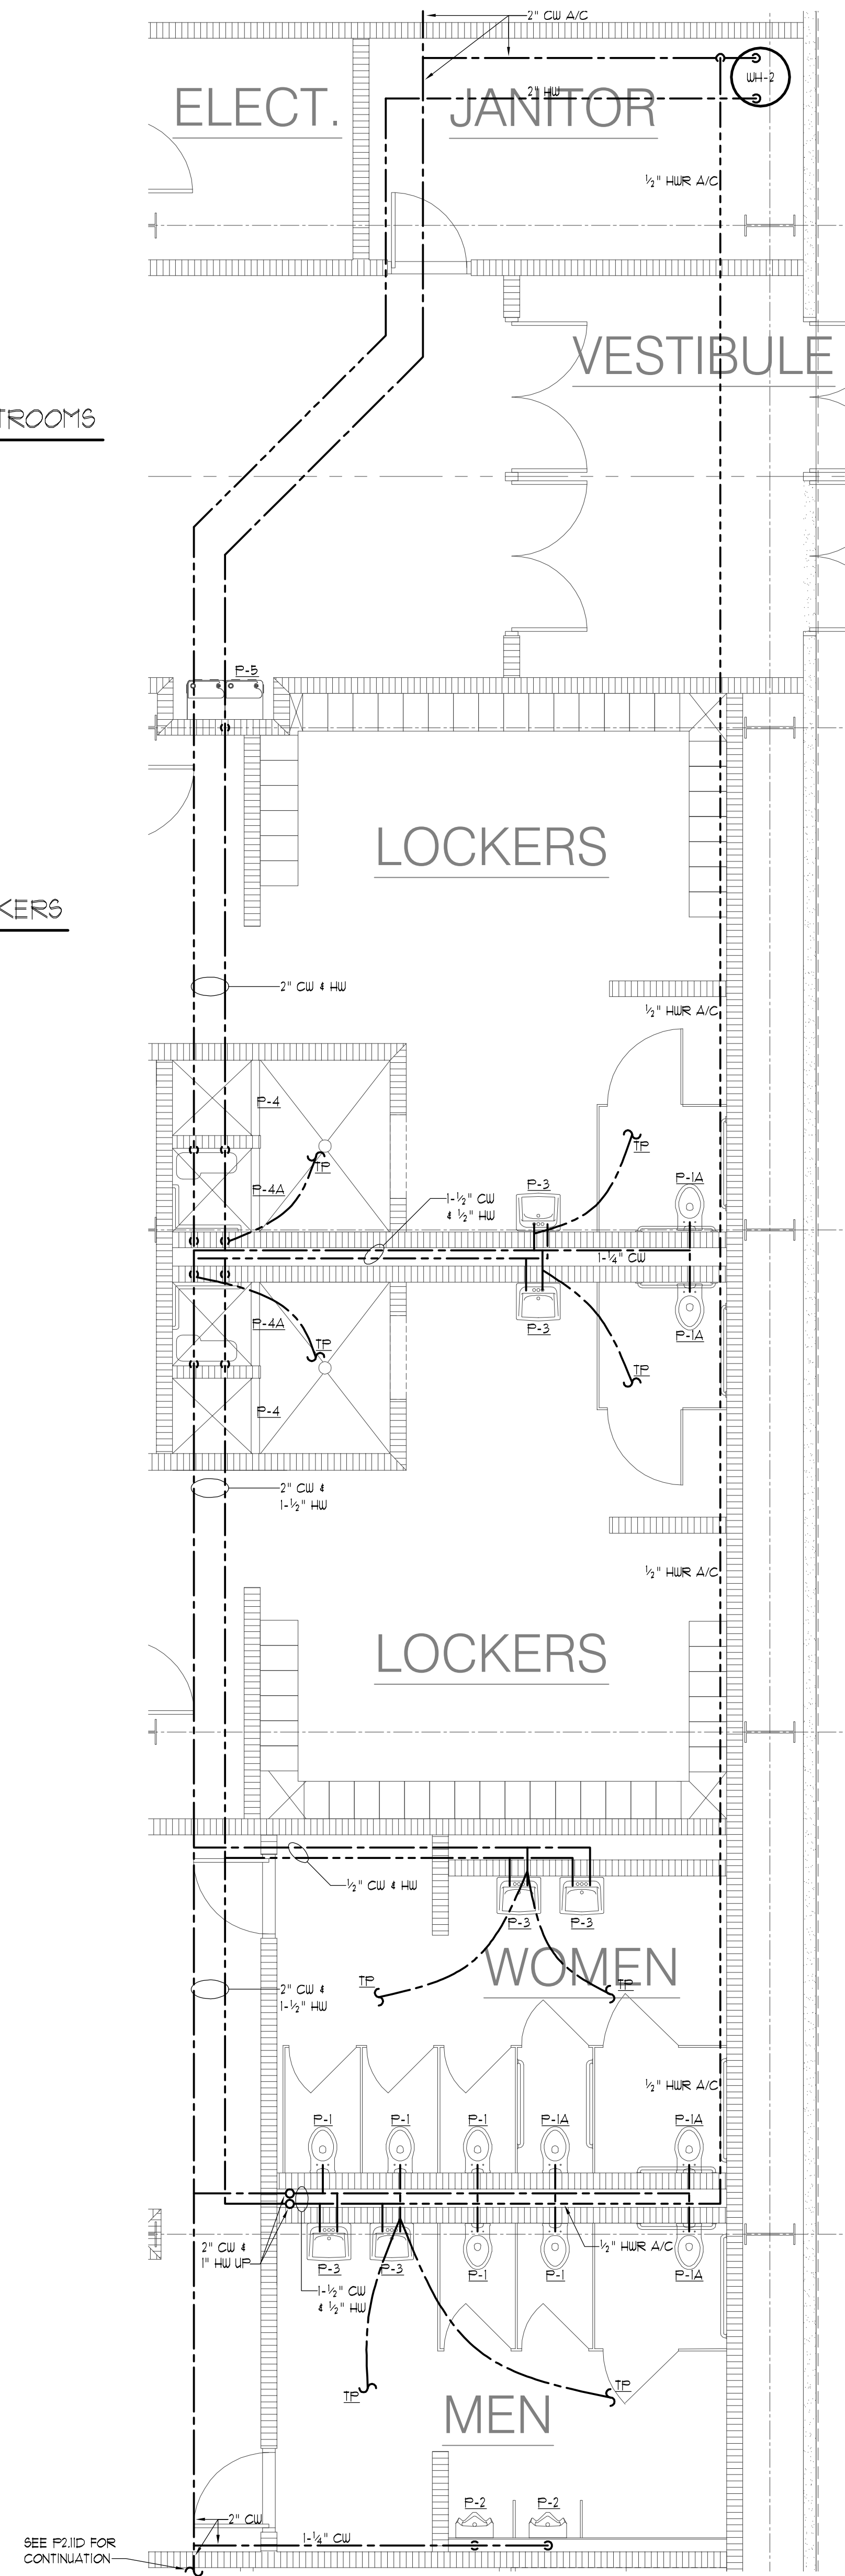 2" CW A/C
WH-2
ELECT.
JANITOR
2" HW
½" HWR A/C
VESTIBULE
TROOMS
P-5
LOCKERS
KERS
2" CW & HW
½" HWR A/C
P-4
TP
TP
P-4A
P-3
P-1A
1-½" CW
& ½" HW
1-¼" CW
P-4A
TP
P-3
P-1A
TP
P-4
2" CW &
1-½" HW
½" HWR A/C
LOCKERS
½" CW & HW
P-3
P-3
WOMEN
TP
TP
2" CW &
1-½" HW
½" HWR A/C
P-1
P-1
P-1
P-1A
P-1A
2" CW &
1" HW UP
½" HWR A/C
P-3
P-3
P-1
P-1
P-1A
1-½" CW
& ½" HW
TP
TP
MEN
P-2
P-2
2" CW
1-¼" CW
SEE P2.11D FOR
CONTINUATION